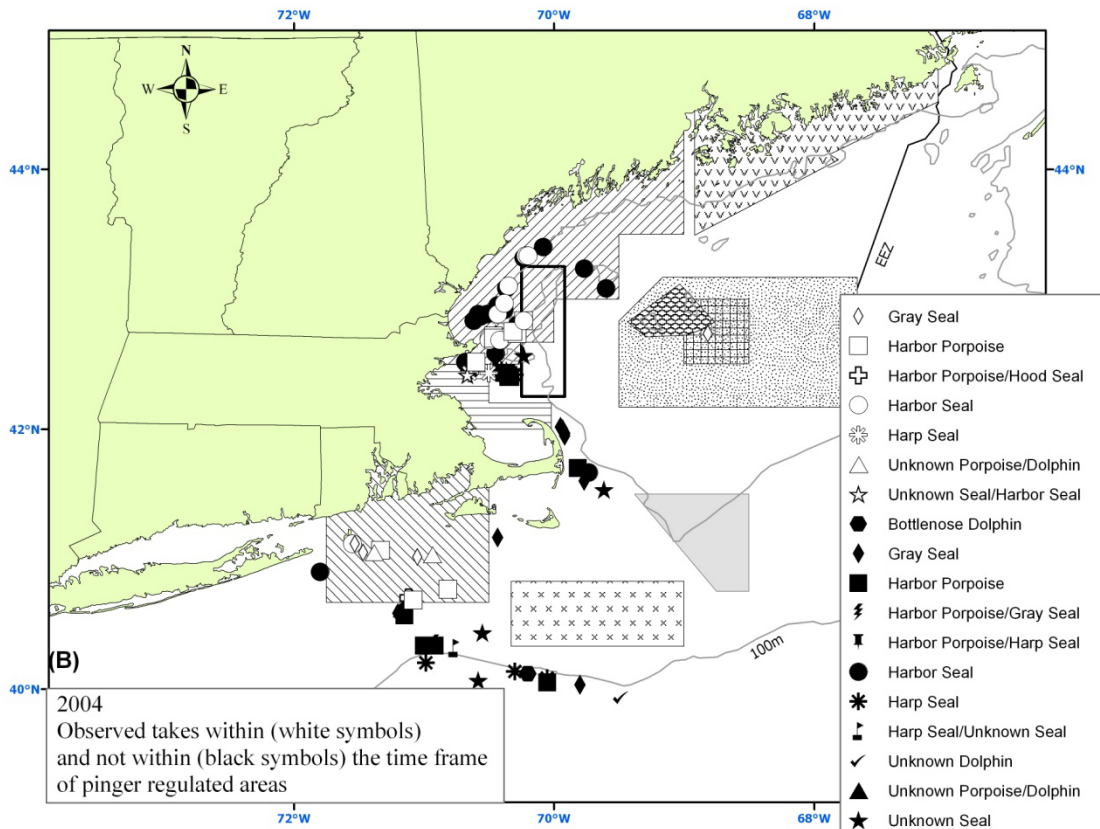 72°W 70°W 68°W
N
W E
S
44°N 44°N
EEZ
42°N
100m
(B)
40°N
2004
Observed takes within (white symbols)
and not within (black symbols) the time frame
of pinger regulated areas
72°W 70°W 68°W
Gray Seal
Harbor Porpoise
Harbor Porpoise/Hood Seal
Harbor Seal
Harp Seal
Unknown Porpoise/Dolphin
Unknown Seal/Harbor Seal
Bottlenose Dolphin
Gray Seal
Harbor Porpoise
Harbor Porpoise/Gray Seal
Harbor Porpoise/Harp Seal
Harbor Seal
Harp Seal
Harp Seal/Unknown Seal
Unknown Dolphin
Unknown Porpoise/Dolphin
Unknown Seal